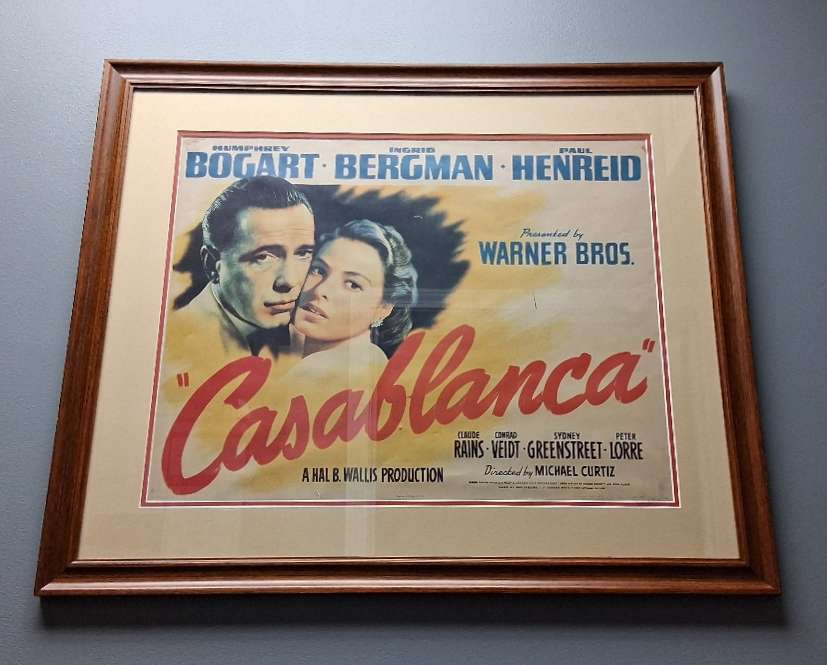 HUMPHREY INGRID PAUL
BOGART · BERGMAN · HENREID
Presented by
WARNER BROS.
"Casablanca"
CLAUDE CONRAD SYDNEY PETER
RAINS · VEIDT · GREENSTREET · LORRE
A HAL B. WALLIS PRODUCTION
Directed by MICHAEL CURTIZ